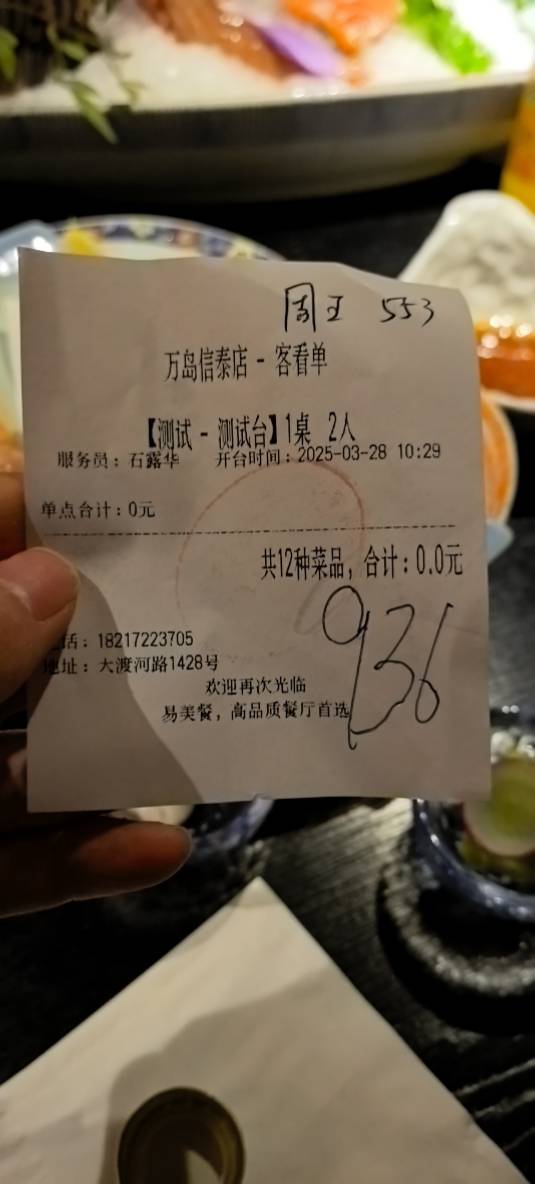 周王 553
万岛信泰店 - 客看单
【测试 - 测试台】1桌 2人
服务员：石露华 开台时间：2025-03-28 10:29
单点合计：0元
共12种菜品，合计：0.0元
936
话：18217223705
地址：大渡河路1428号
欢迎再次光临
易美餐，高品质餐厅首选